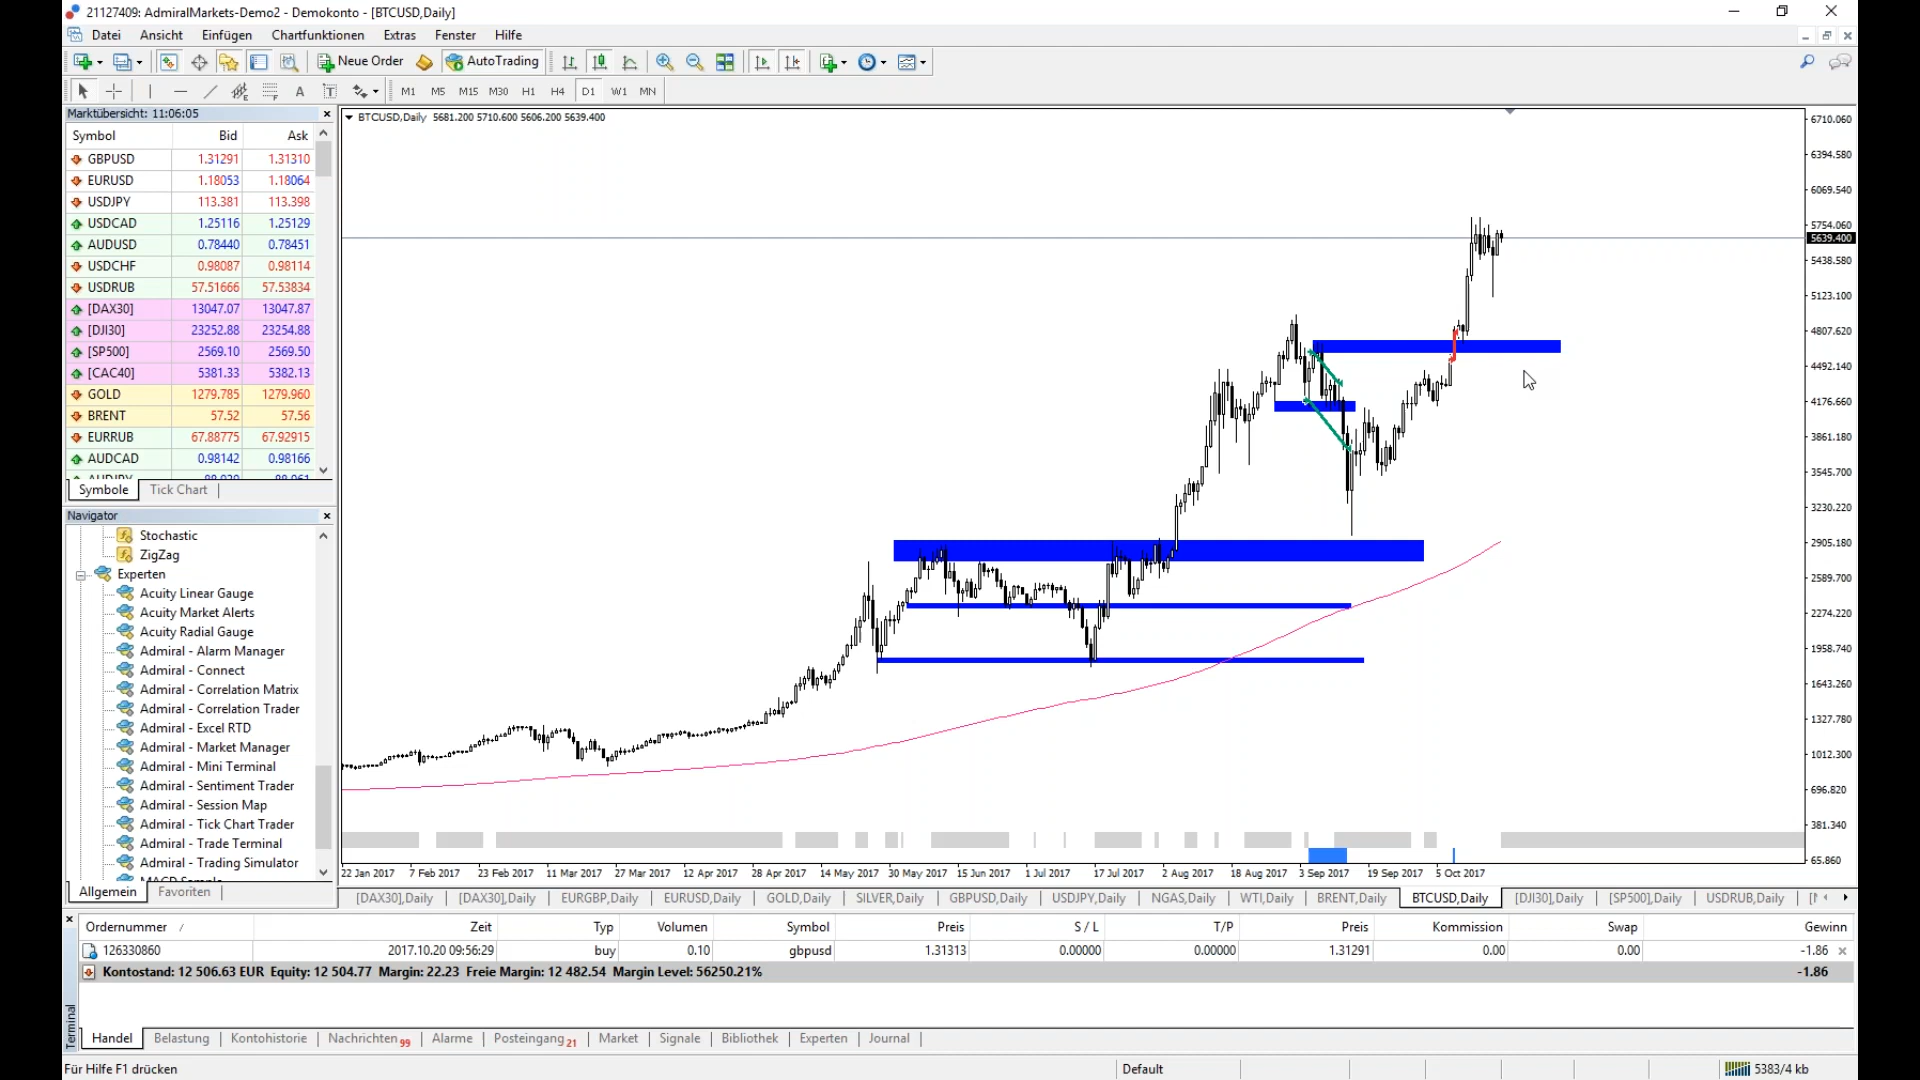 21127409: AdmiralMarkets-Demo2 - Demokonto - [BTCUSD,Daily]
Datei Ansicht Einfügen Chartfunktionen Extras Fenster Hilfe
Neue Order AutoTrading
A T M1 M5 M15 M30 H1 H4 D1 W1 MN
Marktübersicht: 11:06:05
Symbol Bid Ask
GBPUSD 1.31291 1.31310
EURUSD 1.18053 1.18064
USDJPY 113.381 113.398
USDCAD 1.25116 1.25129
AUDUSD 0.78440 0.78451
USDCHF 0.98087 0.98114
USDRUB 57.51666 57.53834
[DAX30] 13047.07 13047.87
[DJI30] 23252.88 23254.88
[SP500] 2569.10 2569.50
[CAC40] 5381.33 5382.13
GOLD 1279.785 1279.960
BRENT 57.52 57.56
EURRUB 67.88775 67.92915
AUDCAD 0.98142 0.98166
Symbole Tick Chart
Navigator
Stochastic
ZigZag
Experten
Acuity Linear Gauge
Acuity Market Alerts
Acuity Radial Gauge
Admiral - Alarm Manager
Admiral - Connect
Admiral - Correlation Matrix
Admiral - Correlation Trader
Admiral - Excel RTD
Admiral - Market Manager
Admiral - Mini Terminal
Admiral - Sentiment Trader
Admiral - Session Map
Admiral - Tick Chart Trader
Admiral - Trade Terminal
Admiral - Trading Simulator
Allgemein Favoriten
BTCUSD,Daily 5681.200 5710.600 5606.200 5639.400
6710.060
6394.580
6069.540
5754.060
5639.400
5438.580
5123.100
4807.620
4492.140
4176.660
3861.180
3545.700
3230.220
2905.180
2589.700
2274.220
1958.740
1643.260
1327.780
1012.300
696.820
381.340
65.860
22 Jan 2017 7 Feb 2017 23 Feb 2017 11 Mar 2017 27 Mar 2017 12 Apr 2017 28 Apr 2017 14 May 2017 30 May 2017 15 Jun 2017 1 Jul 2017 17 Jul 2017 2 Aug 2017 18 Aug 2017 3 Sep 2017 19 Sep 2017 5 Oct 2017
[DAX30],Daily [DAX30],Daily EURGBP,Daily EURUSD,Daily GOLD,Daily SILVER,Daily GBPUSD,Daily USDJPY,Daily NGAS,Daily WTI,Daily BRENT,Daily BTCUSD,Daily [DJI30],Daily [SP500],Daily USDRUB,Daily
Ordernummer / Zeit Typ Volumen Symbol Preis S / L T/P Preis Kommission Swap Gewinn
126330860 2017.10.20 09:56:29 buy 0.10 gbpusd 1.31313 0.00000 0.00000 1.31291 0.00 0.00 -1.86
Kontostand: 12 506.63 EUR Equity: 12 504.77 Margin: 22.23 Freie Margin: 12 482.54 Margin Level: 56250.21% -1.86
Terminal
Handel Belastung Kontohistorie Nachrichten 99 Alarme Posteingang 21 Market Signale Bibliothek Experten Journal
Für Hilfe F1 drücken Default 5383/4 kb